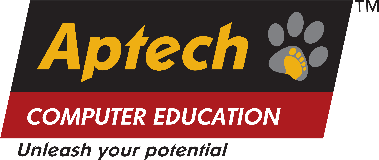 Aptech
TM
COMPUTER EDUCATION
Unleash your potential